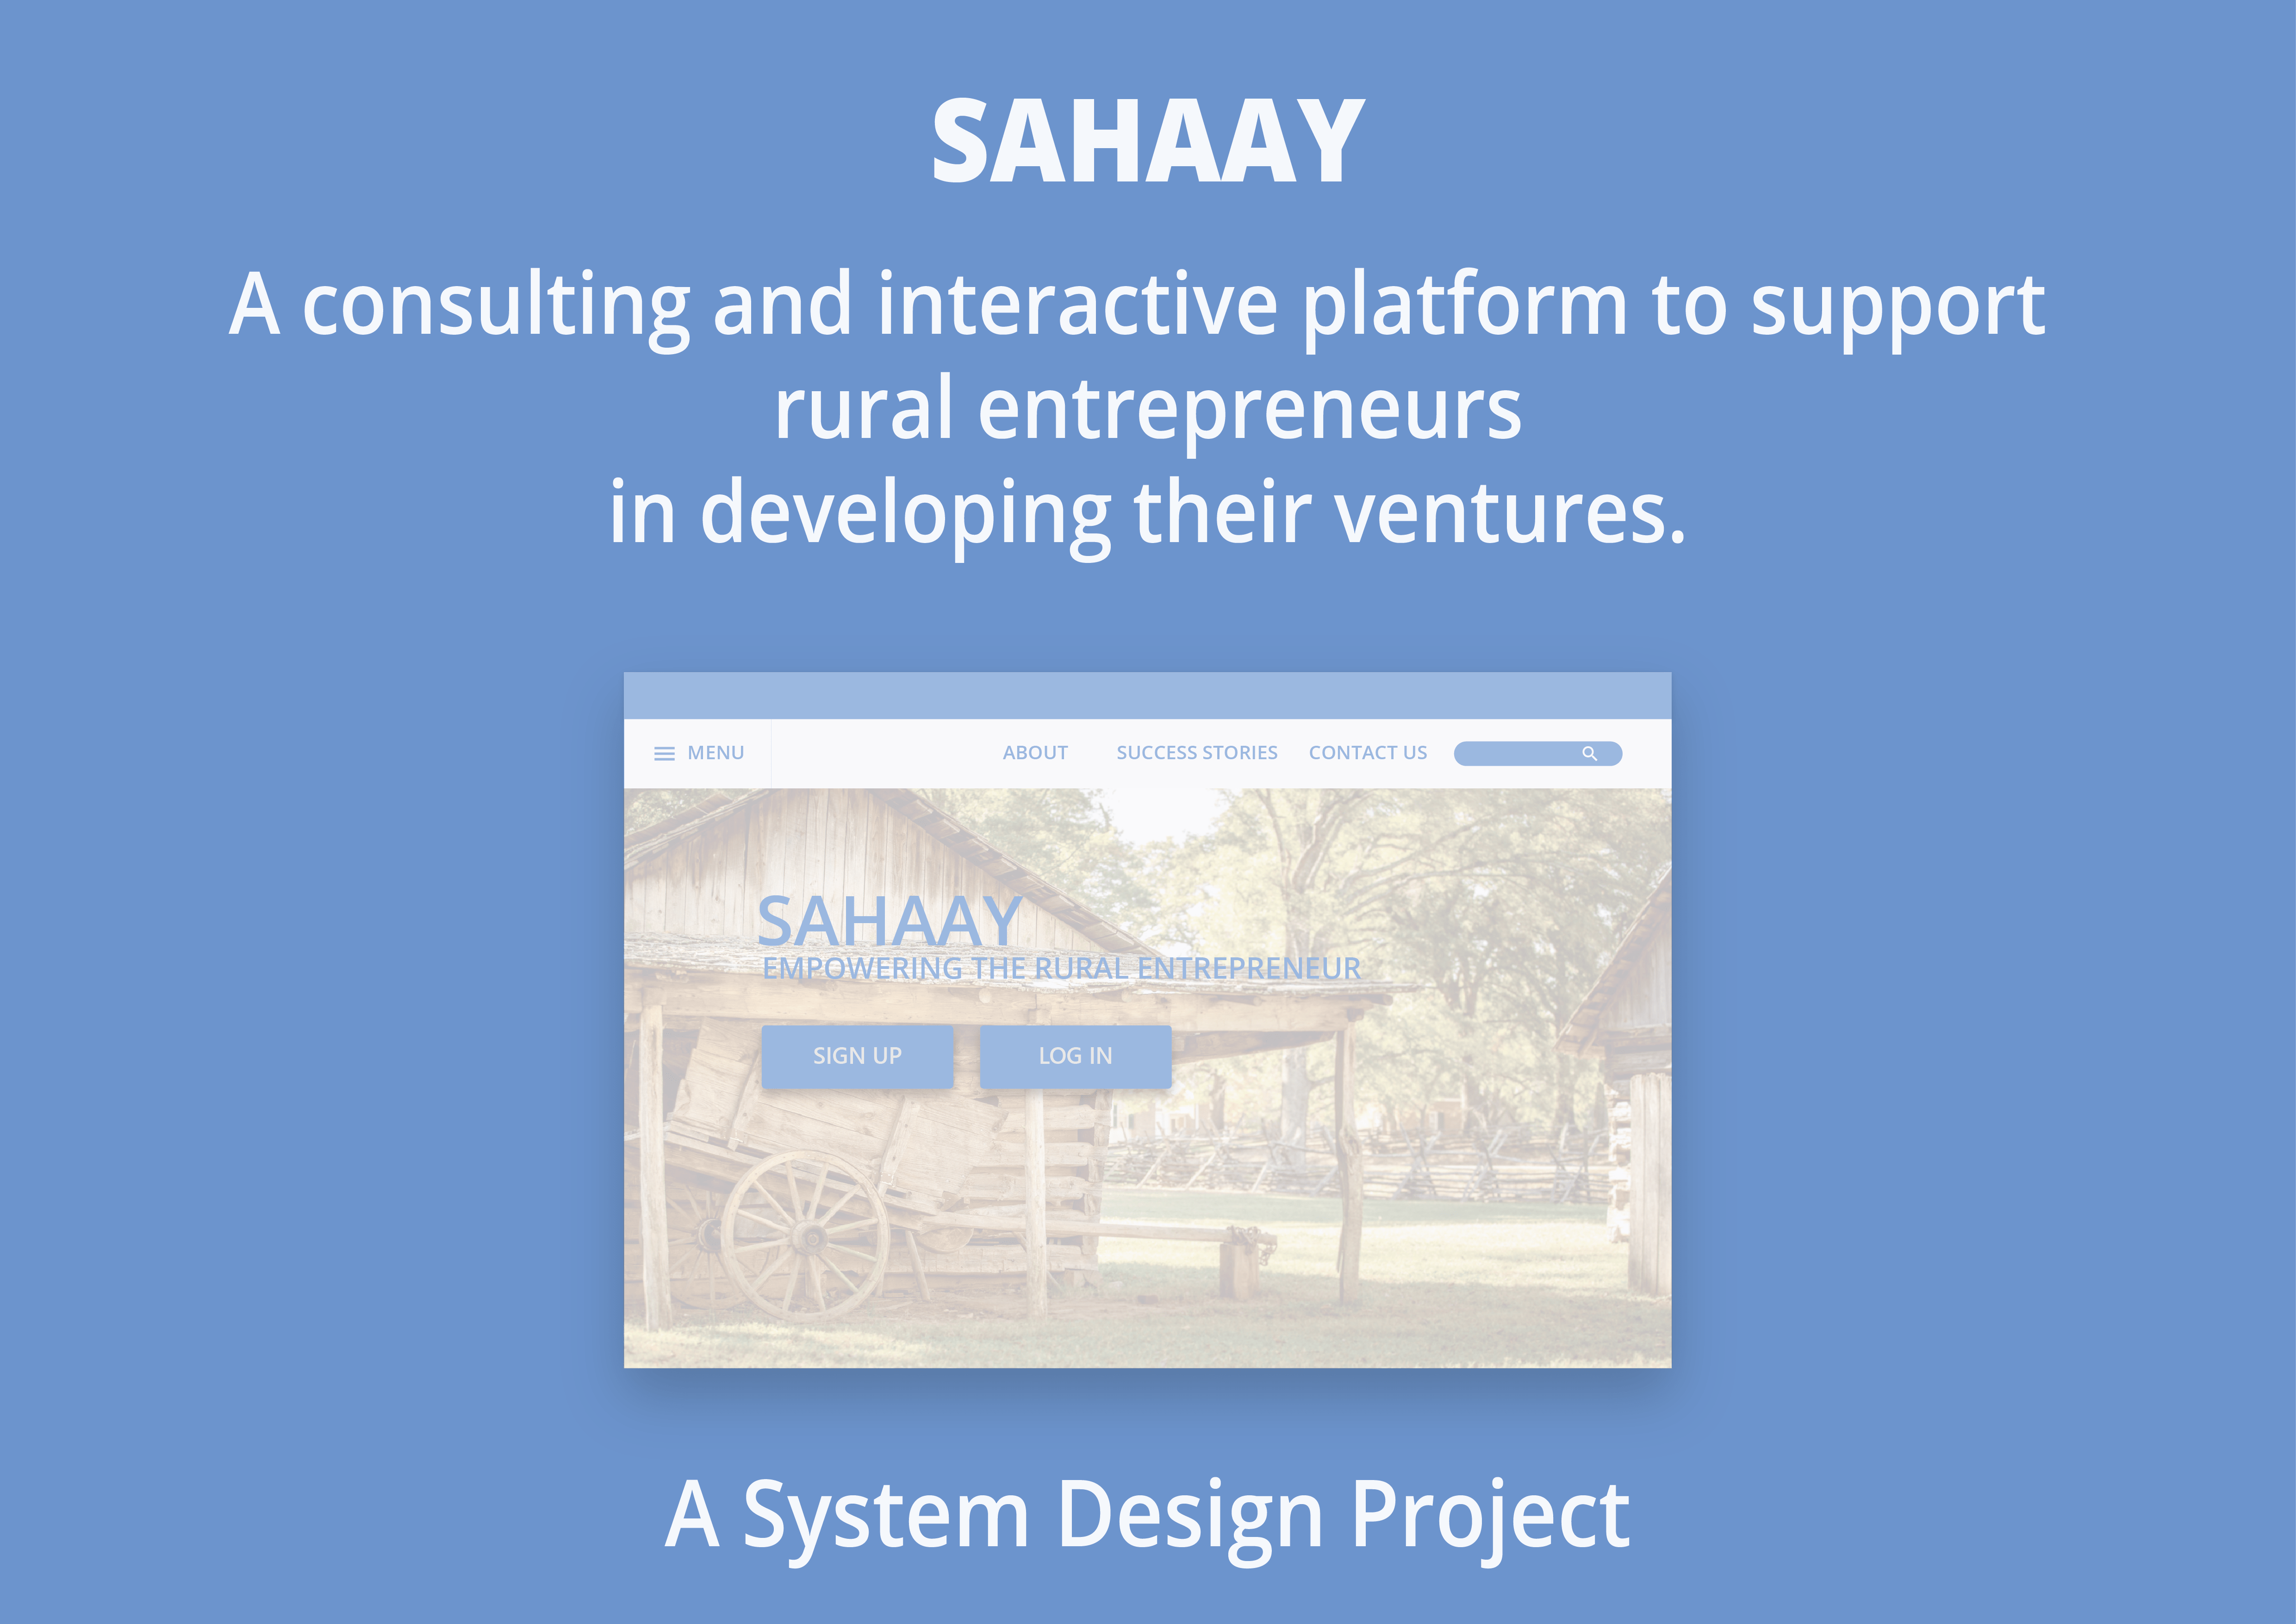 SAHAAY
A consulting and interactive platform to support
rural entrepreneurs
in developing their ventures.
MENU
ABOUT
SUCCESS STORIES
CONTACT US
SAHAAY
EMPOWERING THE RURAL ENTREPRENEUR
SIGN UP
LOG IN
A System Design Project